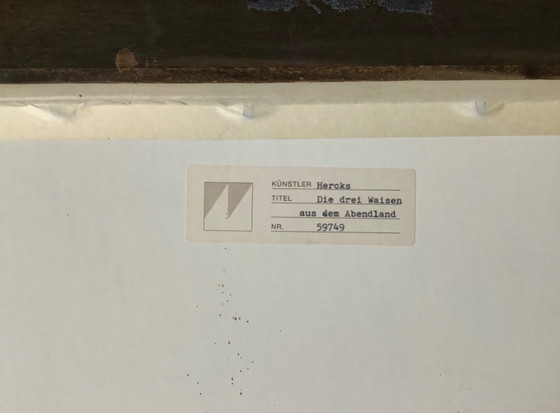 KÜNSTLER Hercks
TITEL Die drei Waisen
aus dem Abendland
NR. 59749